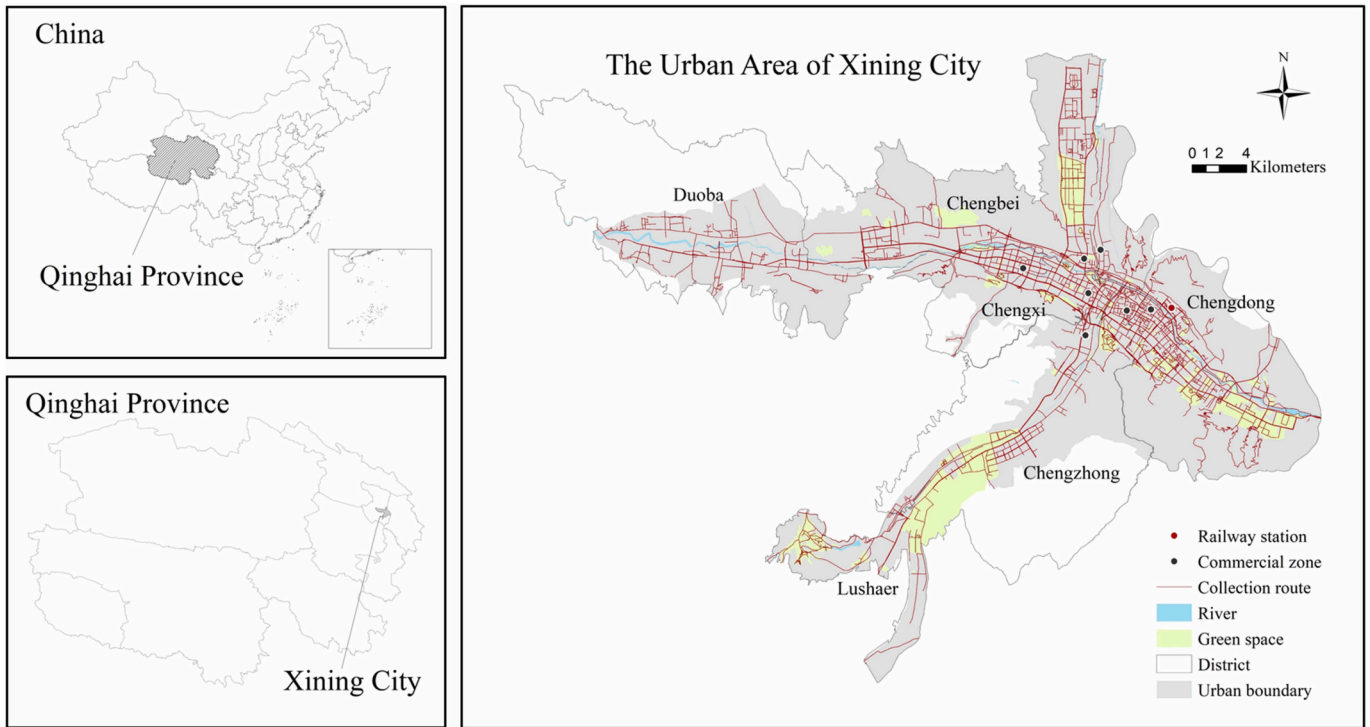 China
Qinghai Province
Qinghai Province
Xining City
The Urban Area of Xining City
N
0 1 2 4
Kilometers
Duoba
Chengbei
Chengxi
Chengdong
Chengzhong
Lushaer
Railway station
Commercial zone
Collection route
River
Green space
District
Urban boundary